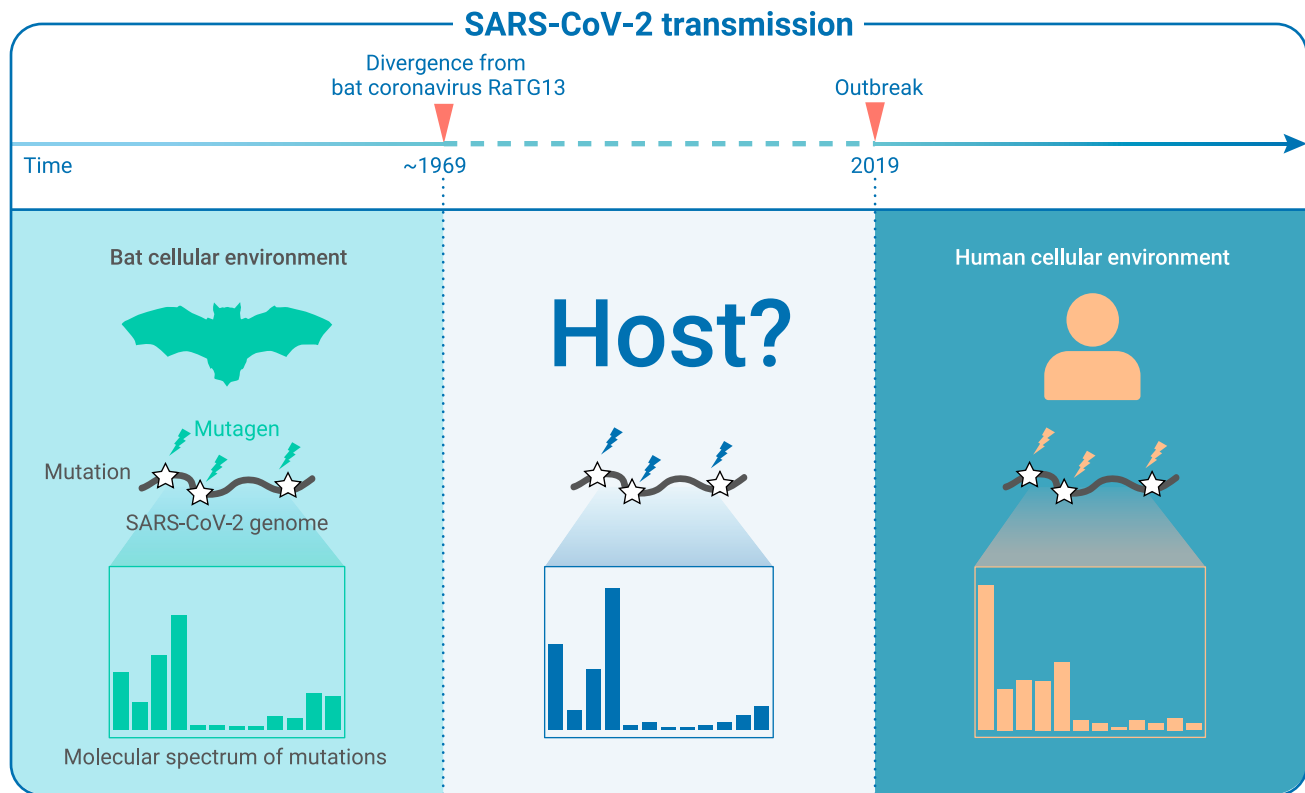 SARS-CoV-2 transmission
Divergence from
bat coronavirus RaTG13
Outbreak
Time
~1969
2019
Bat cellular environment
Human cellular environment
Host?
Mutagen
Mutation
SARS-CoV-2 genome
Molecular spectrum of mutations